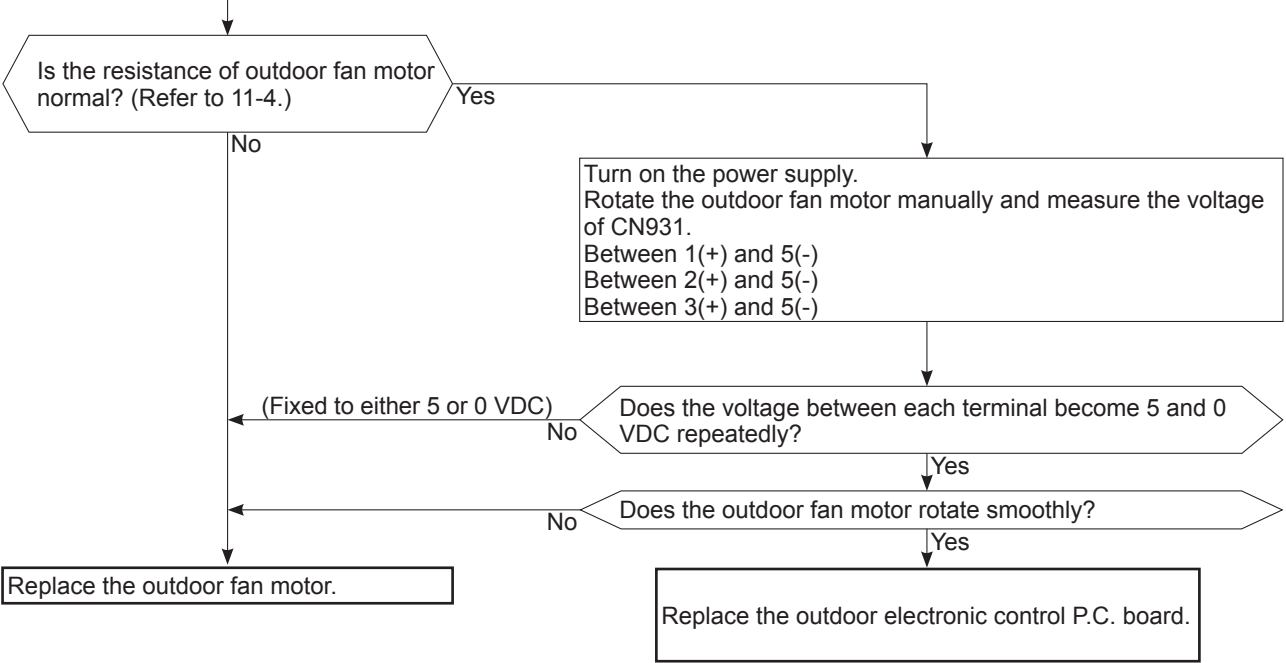 Is the resistance of outdoor fan motor
normal? (Refer to 11-4.)
Yes
No
Turn on the power supply.
Rotate the outdoor fan motor manually and measure the voltage
of CN931.
Between 1(+) and 5(-)
Between 2(+) and 5(-)
Between 3(+) and 5(-)
(Fixed to either 5 or 0 VDC)
No
Does the voltage between each terminal become 5 and 0
VDC repeatedly?
Yes
No
Does the outdoor fan motor rotate smoothly?
Yes
Replace the outdoor fan motor.
Replace the outdoor electronic control P.C. board.